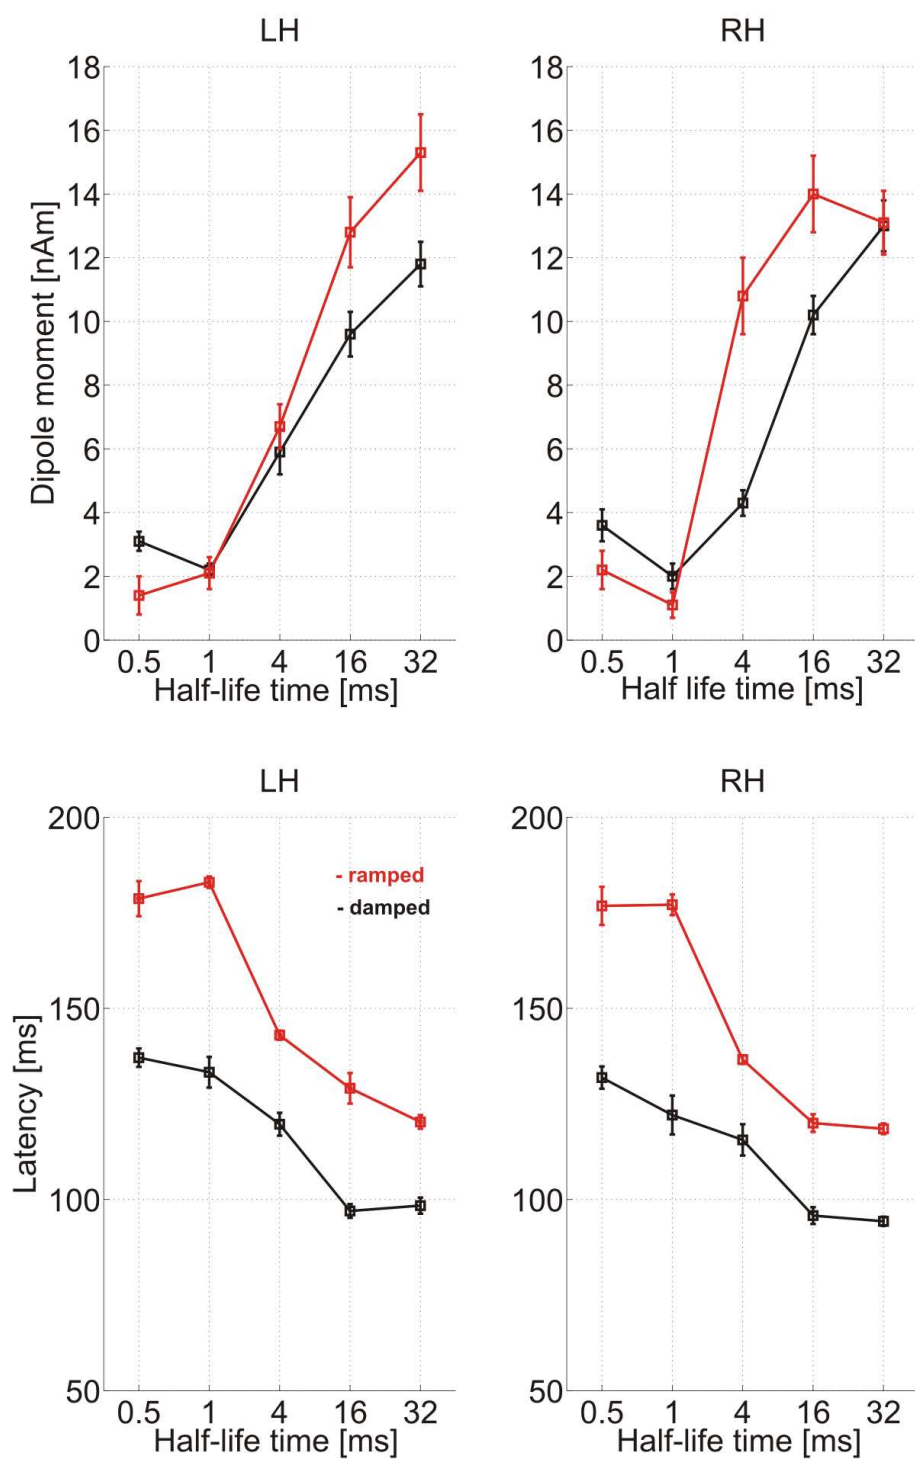 LH
RH
18
16
14
12
10
8
6
4
2
0
Dipole moment [nAm]
0.5 1 4 16 32
Half-life time [ms]
18
16
14
12
10
8
6
4
2
0
0.5 1 4 16 32
Half life time [ms]
LH
RH
200
150
100
50
Latency [ms]
- ramped
- damped
0.5 1 4 16 32
Half-life time [ms]
200
150
100
50
0.5 1 4 16 32
Half-life time [ms]